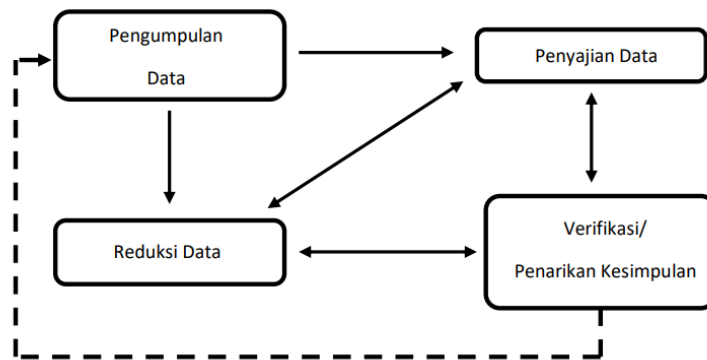 Pengumpulan
Data
Penyajian Data
Reduksi Data
Verifikasi/
Penarikan Kesimpulan